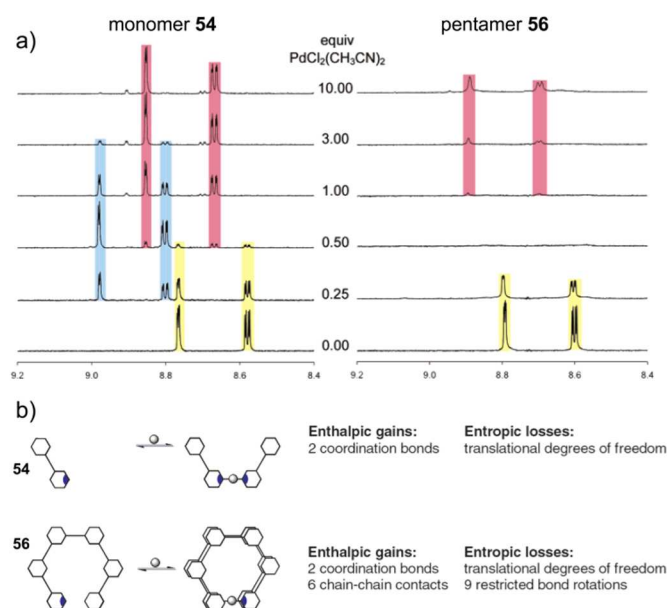 monomer 54
pentamer 56
a)
equiv
PdCl₂(CH₃CN)₂
10.00
3.00
1.00
0.50
0.25
0.00
9.2 9.0 8.8 8.6 8.4
9.2 9.0 8.8 8.6 8.4
b)
54
Enthalpic gains: Entropic losses:
2 coordination bonds translational degrees of freedom
56
Enthalpic gains: Entropic losses:
2 coordination bonds translational degrees of freedom
6 chain-chain contacts 9 restricted bond rotations